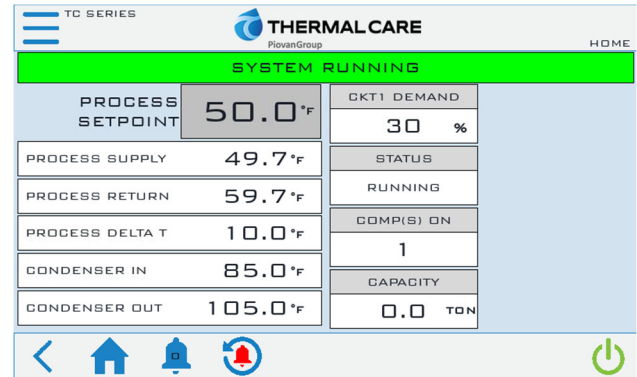 TC SERIES
THERMALCARE
PiovanGroup
HOME
SYSTEM RUNNING
PROCESS SETPOINT
50.0°F
PROCESS SUPPLY 49.7°F
PROCESS RETURN 59.7°F
PROCESS DELTA T 10.0°F
CONDENSER IN 85.0°F
CONDENSER OUT 105.0°F
CKT1 DEMAND
30 %
STATUS
RUNNING
COMP(S) ON
1
CAPACITY
0.0 TON
0